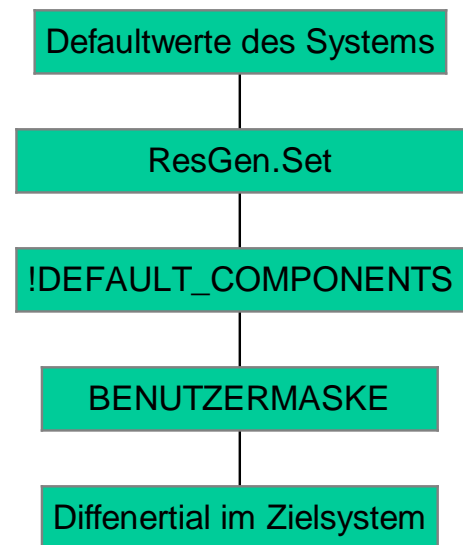 Defaultwerte des Systems
ResGen.Set
!DEFAULT_COMPONENTS
BENUTZERMASKE
Diffenertial im Zielsystem